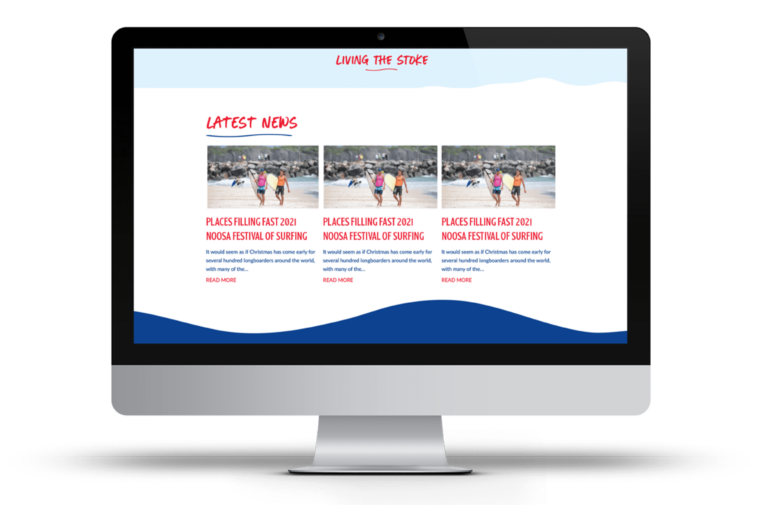 LIVING THE STOKE
LATEST NEWS
PLACES FILLING FAST 2021
NOOSA FESTIVAL OF SURFING
It would seem as if Christmas has come early for
several hundred longboarders around the world,
with many of the...
READ MORE
PLACES FILLING FAST 2021
NOOSA FESTIVAL OF SURFING
It would seem as if Christmas has come early for
several hundred longboarders around the world,
with many of the...
READ MORE
PLACES FILLING FAST 2021
NOOSA FESTIVAL OF SURFING
It would seem as if Christmas has come early for
several hundred longboarders around the world,
with many of the...
READ MORE